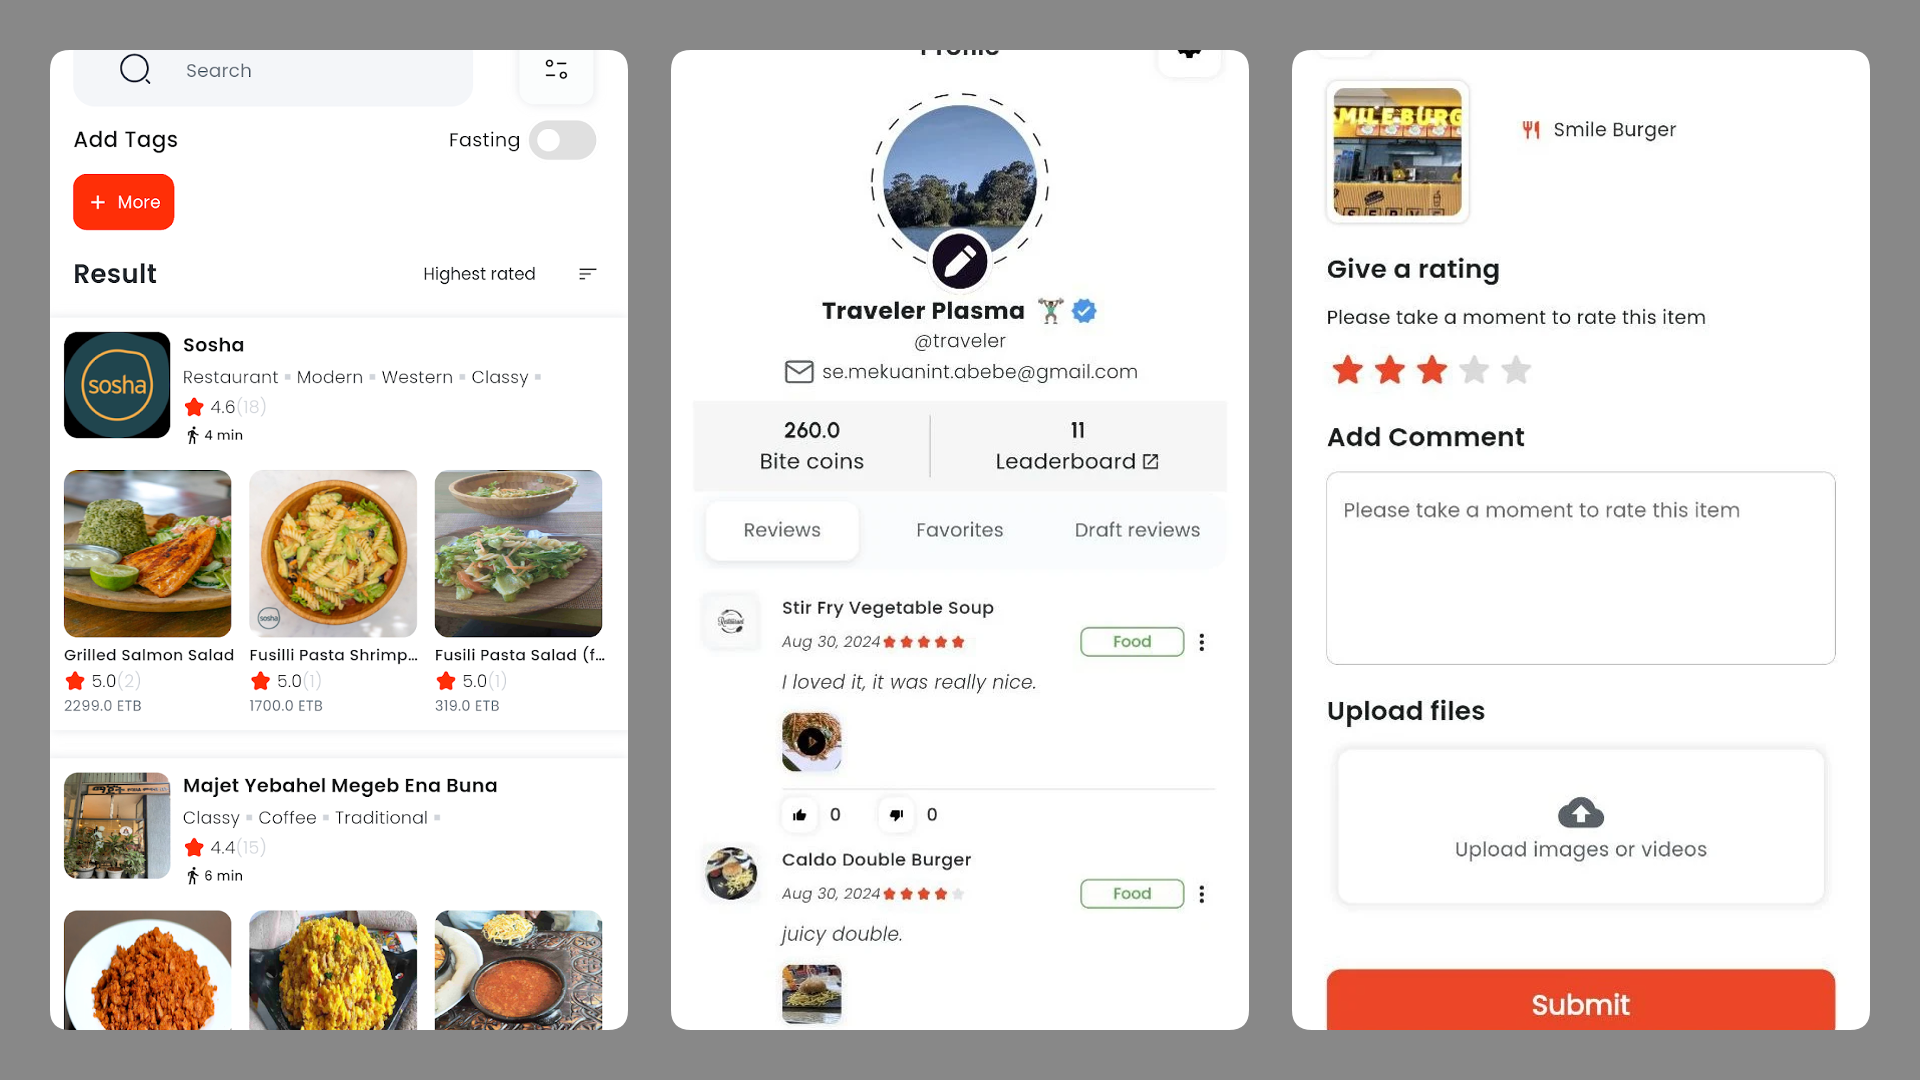 Search
Add Tags
Fasting
+ More
Result
Highest rated
sosha
Sosha
Restaurant ▪ Modern ▪ Western ▪ Classy ▪
4.6(18)
4 min
sosha
Grilled Salmon Salad
5.0(2)
2299.0 ETB
Fusilli Pasta Shrimp...
5.0(1)
1700.0 ETB
Fusili Pasta Salad (f...
5.0(1)
319.0 ETB
Majet Yebahel Megeb Ena Buna
Classy ▪ Coffee ▪ Traditional ▪
4.4(15)
6 min
Profile
Traveler Plasma
@traveler
se.mekuanint.abebe@gmail.com
260.0
Bite coins
11
Leaderboard
Reviews
Favorites
Draft reviews
Restaurant
Stir Fry Vegetable Soup
Aug 30, 2024
Food
I loved it, it was really nice.
0
0
Caldo Double Burger
Aug 30, 2024
Food
juicy double.
SMILE BURG
SERVE
Smile Burger
Give a rating
Please take a moment to rate this item
Add Comment
Please take a moment to rate this item
Upload files
Upload images or videos
Submit